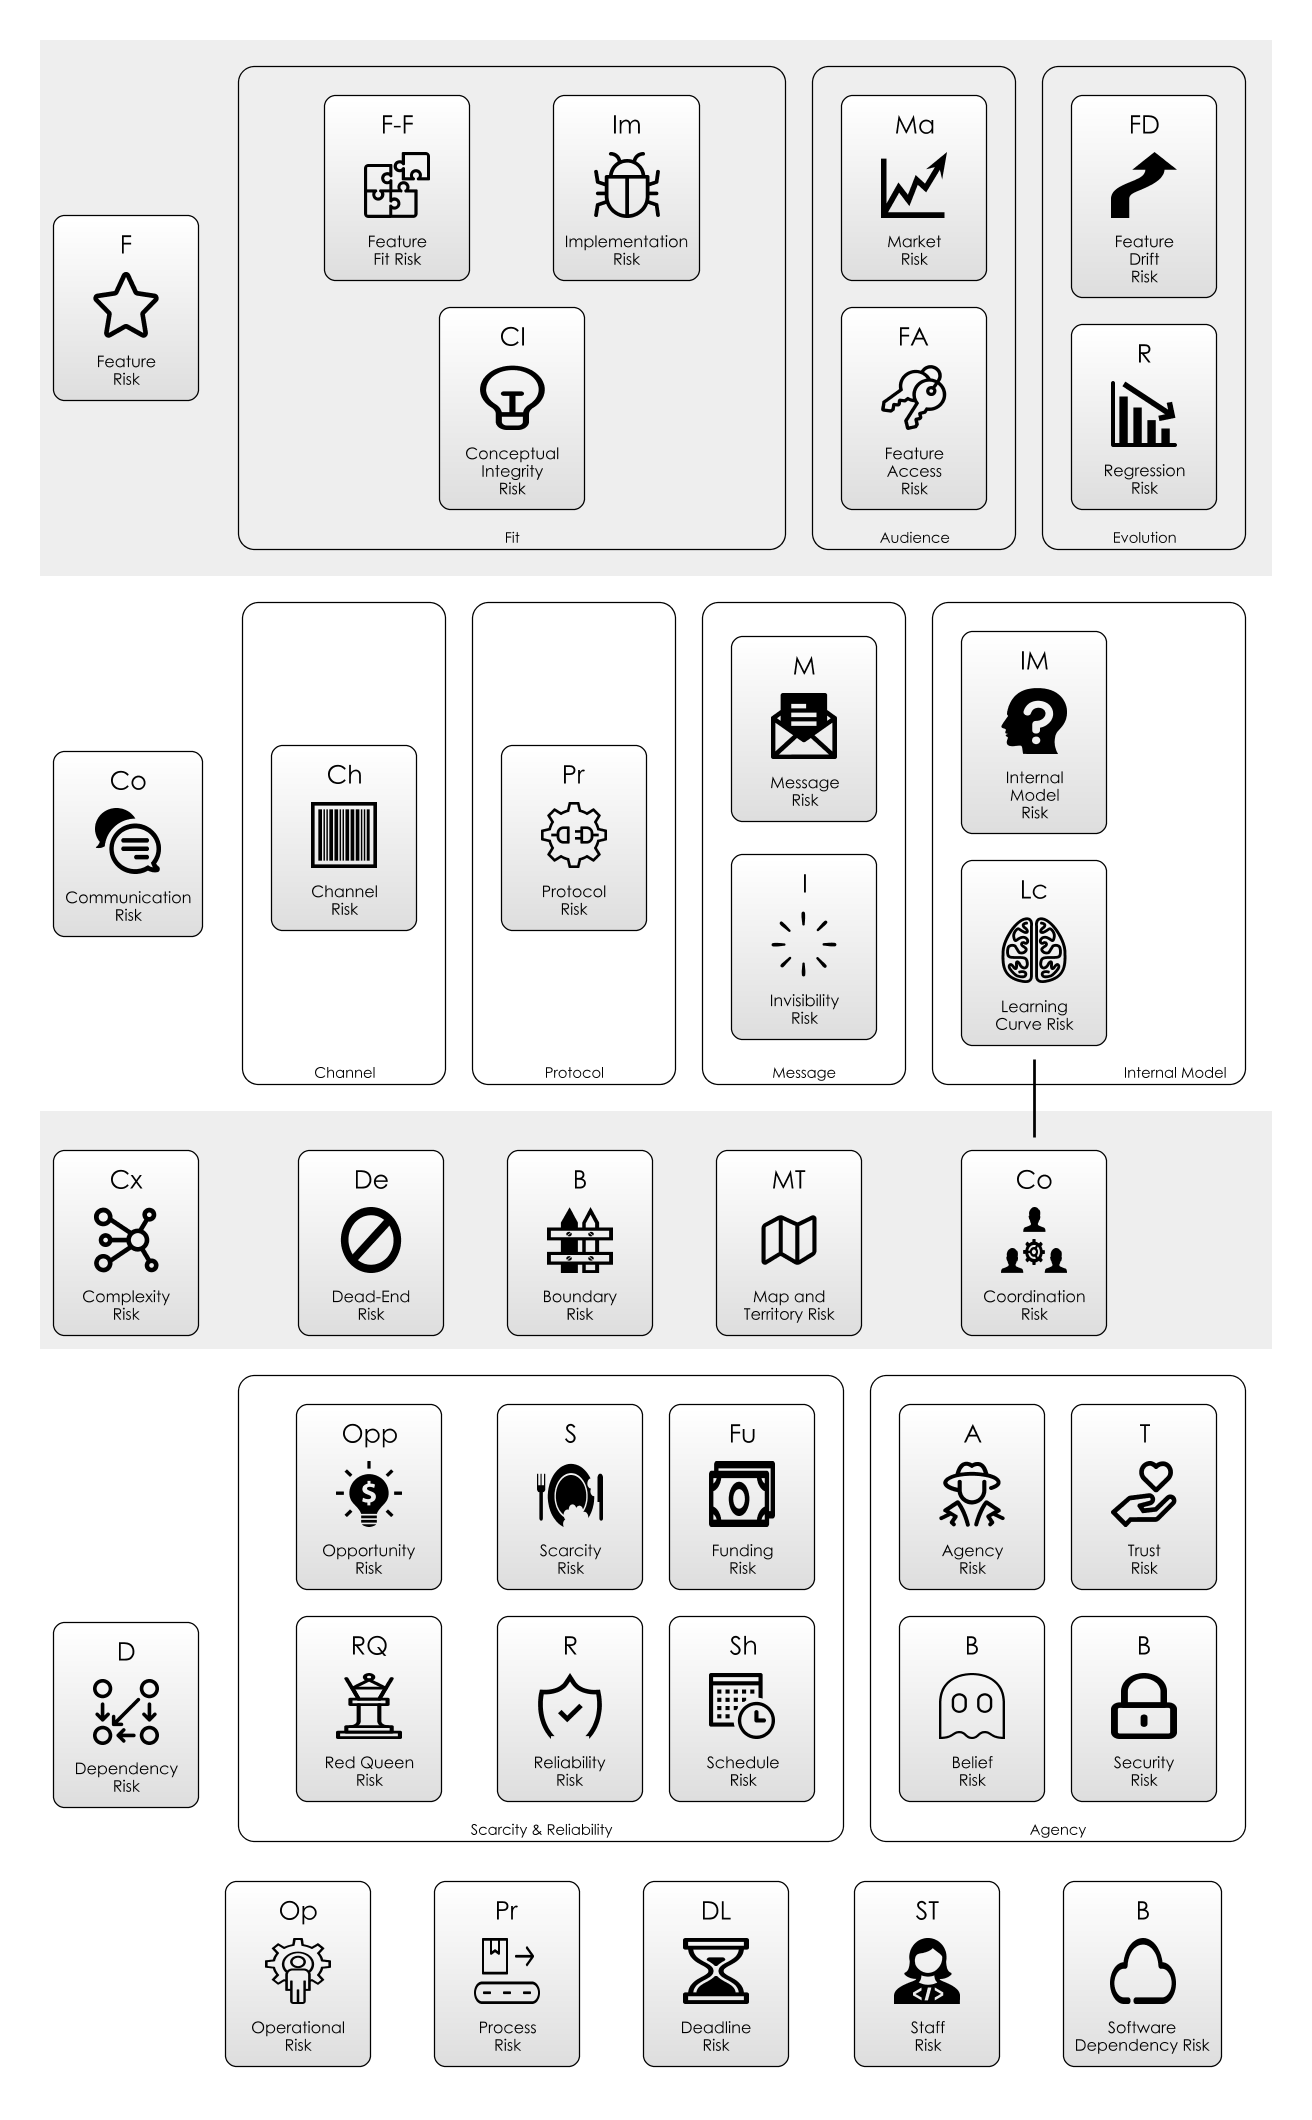 F
Feature
Risk
F-F
Feature
Fit Risk
Im
Implementation
Risk
CI
Conceptual
Integrity
Risk
Fit
Ma
Market
Risk
FA
Feature
Access
Risk
Audience
FD
Feature
Drift
Risk
R
Regression
Risk
Evolution
Co
Communication
Risk
Ch
Channel
Risk
Channel
Pr
Protocol
Risk
Protocol
M
Message
Risk
I
Invisibility
Risk
Message
IM
Internal
Model
Risk
Lc
Learning
Curve Risk
Internal Model
Cx
Complexity
Risk
De
Dead-End
Risk
B
Boundary
Risk
MT
Map and
Territory Risk
Co
Coordination
Risk
D
Dependency
Risk
Opp
$
Opportunity
Risk
S
Scarcity
Risk
Fu
Funding
Risk
RQ
Red Queen
Risk
R
Reliability
Risk
Sh
Schedule
Risk
Scarcity & Reliability
A
Agency
Risk
T
Trust
Risk
B
Belief
Risk
B
Security
Risk
Agency
Op
Operational
Risk
Pr
Process
Risk
DL
Deadline
Risk
ST
</>
Staff
Risk
B
Software
Dependency Risk